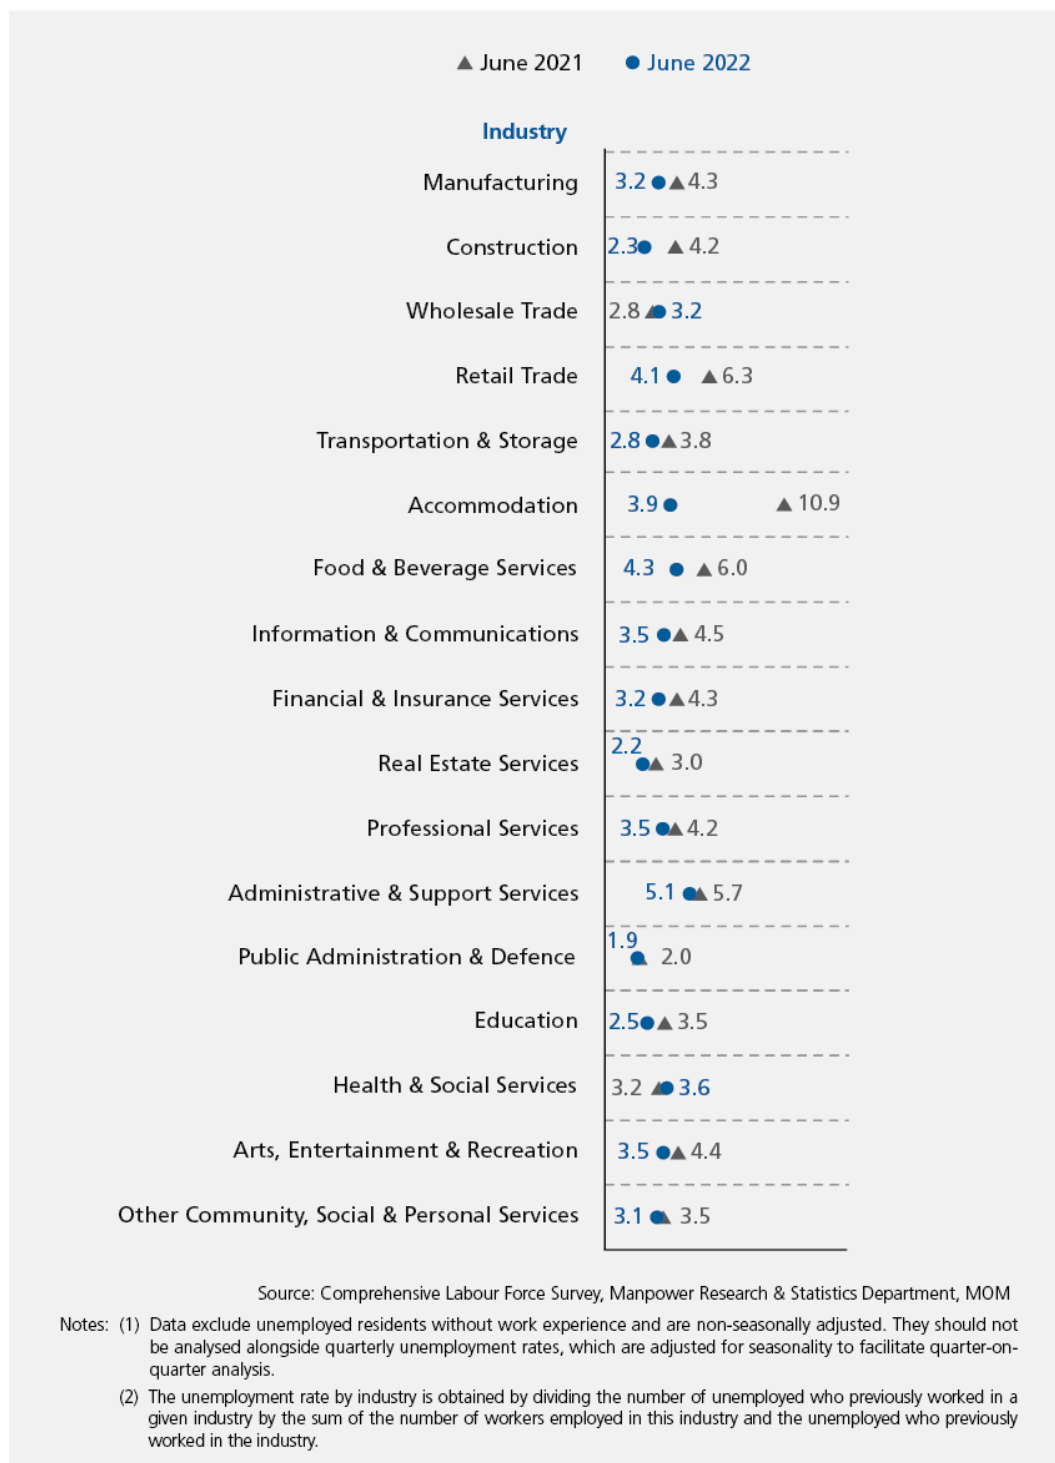 ▲ June 2021 ● June 2022
Industry
Manufacturing 3.2 4.3
Construction 2.3 4.2
Wholesale Trade 2.8 3.2
Retail Trade 4.1 6.3
Transportation & Storage 2.8 3.8
Accommodation 3.9 10.9
Food & Beverage Services 4.3 6.0
Information & Communications 3.5 4.5
Financial & Insurance Services 3.2 4.3
Real Estate Services 2.2 3.0
Professional Services 3.5 4.2
Administrative & Support Services 5.1 5.7
Public Administration & Defence 1.9 2.0
Education 2.5 3.5
Health & Social Services 3.2 3.6
Arts, Entertainment & Recreation 3.5 4.4
Other Community, Social & Personal Services 3.1 3.5
Source: Comprehensive Labour Force Survey, Manpower Research & Statistics Department, MOM
Notes: (1) Data exclude unemployed residents without work experience and are non-seasonally adjusted. They should not
be analysed alongside quarterly unemployment rates, which are adjusted for seasonality to facilitate quarter-on-
quarter analysis.
(2) The unemployment rate by industry is obtained by dividing the number of unemployed who previously worked in a
given industry by the sum of the number of workers employed in this industry and the unemployed who previously
worked in the industry.